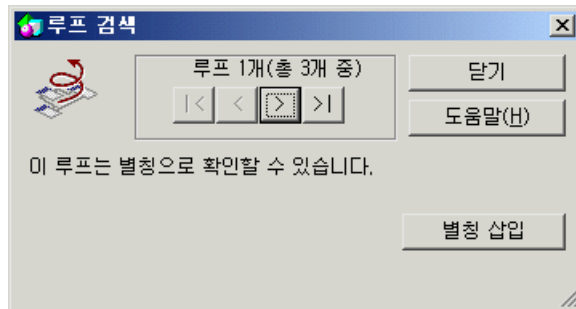 루프 검색
루프 1개(총 3개 중)
|< < > >|
닫기
도움말(H)
이 루프는 별칭으로 확인할 수 있습니다.
별칭 삽입